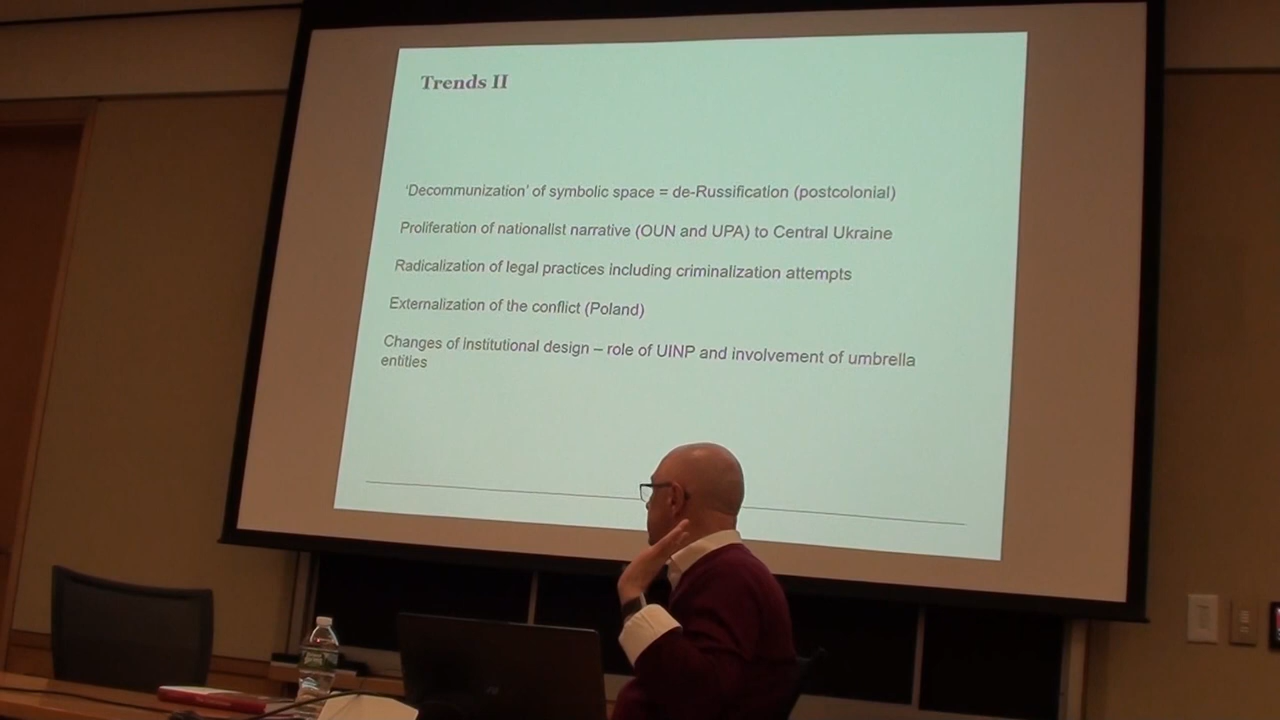 Trends II
'Decommunization' of symbolic space = de-Russification (postcolonial)
Proliferation of nationalist narrative (OUN and UPA) to Central Ukraine
Radicalization of legal practices including criminalization attempts
Externalization of the conflict (Poland)
Changes of institutional design – role of UINP and involvement of umbrella
entities